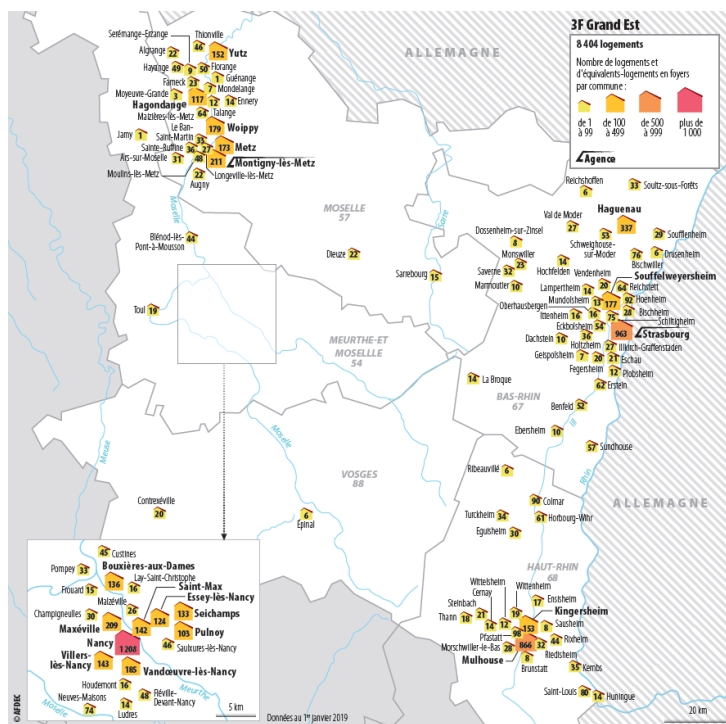 3F Grand Est
8 404 logements
Nombre de logements et
d'équivalents-logements en foyers
par commune :
de 1
à 99
de 100
à 499
de 500
à 999
plus de
1 000
Agence
ALLEMAGNE
Serémange-Erzange
Thionville
46
Yutz
152
Algrange
22
Hayange
49
9
50
Florange
Fameck
23
1
Guénange
7
Mondelange
Moyeuvre-Grande
3
Hagondange
117
12
14
Ennery
Maizières-lès-Metz
64
Talange
Woippy
179
Jarny
1
Le Ban-
Saint-Martin
33
Metz
173
Sainte-Ruffine
36
27
Ars-sur-Moselle
31
48
211
Montigny-lès-Metz
Moulins-lès-Metz
Longeville-lès-Metz
22
Augny
Moselle
MOSELLE
57
Sarre
Blénod-lès-
Pont-à-Mousson
44
Dieuze
22
Sarrebourg
15
Toul
19
MEURTHE-ET
MOSELLLE
54
Reichshoffen
6
33
Soultz-sous-Forêts
Haguenau
337
Val de Moder
27
53
Schweighouse-
sur-Moder
29
Soufflenheim
76
Bischwiller
6
Drusenheim
Dossenheim-sur-Zinsel
8
Monswiller
25
Saverne
32
Hochfelden
14
Marmoutier
10
Vendenheim
20
Souffelweyersheim
177
64
Reichstett
Lampertheim
14
Mundolsheim
13
92
Hoenheim
Oberhausbergen
16
28
Bischheim
Ittenheim
16
75
Schiltigheim
Eckbolsheim
54
963
Strasbourg
Dachstein
10
36
Holtzheim
27
Illkirch-Graffenstaden
Geispolsheim
7
20
Fegersheim
21
Eschau
12
Plobsheim
62
Erstein
14
La Broque
BAS-RHIN
67
Benfeld
52
Ill
Ebersheim
10
57
Sundhouse
Rhin
ALLEMAGNE
Meuse
Moselle
VOSGES
88
Contrexéville
20
6
Épinal
Ribeauvillé
6
90
Colmar
Turckheim
34
61
Horbourg-Wihr
Eguisheim
30
HAUT-RHIN
68
Wittelsheim
Cernay
Wittenheim
Ensisheim
17
Steinbach
21
Thann
18
14
12
19
Kingersheim
153
8
Sausheim
Pfastatt
98
44
Rixheim
Morschwiller-le-Bas
28
866
32
Riedisheim
Mulhouse
8
Brunstatt
35
Kembs
Saint-Louis
80
14
Huningue
45
Custines
Pompey
33
Bouxières-aux-Dames
136
Lay-Saint-Christophe
16
Frouard
15
Saint-Max
Essey-lès-Nancy
Malzéville
26
124
133
Seichamps
Champigneulles
30
209
Maxéville
142
103
Pulnoy
Nancy
1208
46
Saulxures-lès-Nancy
Villers-
lès-Nancy
143
185
Vandœuvre-lès-Nancy
Houdemont
16
Meurthe
48
Fléville-
Devant-Nancy
Neuves-Maisons
74
14
Ludres
Moselle
5 km
© AFDEC
Données au 1er janvier 2019
20 km